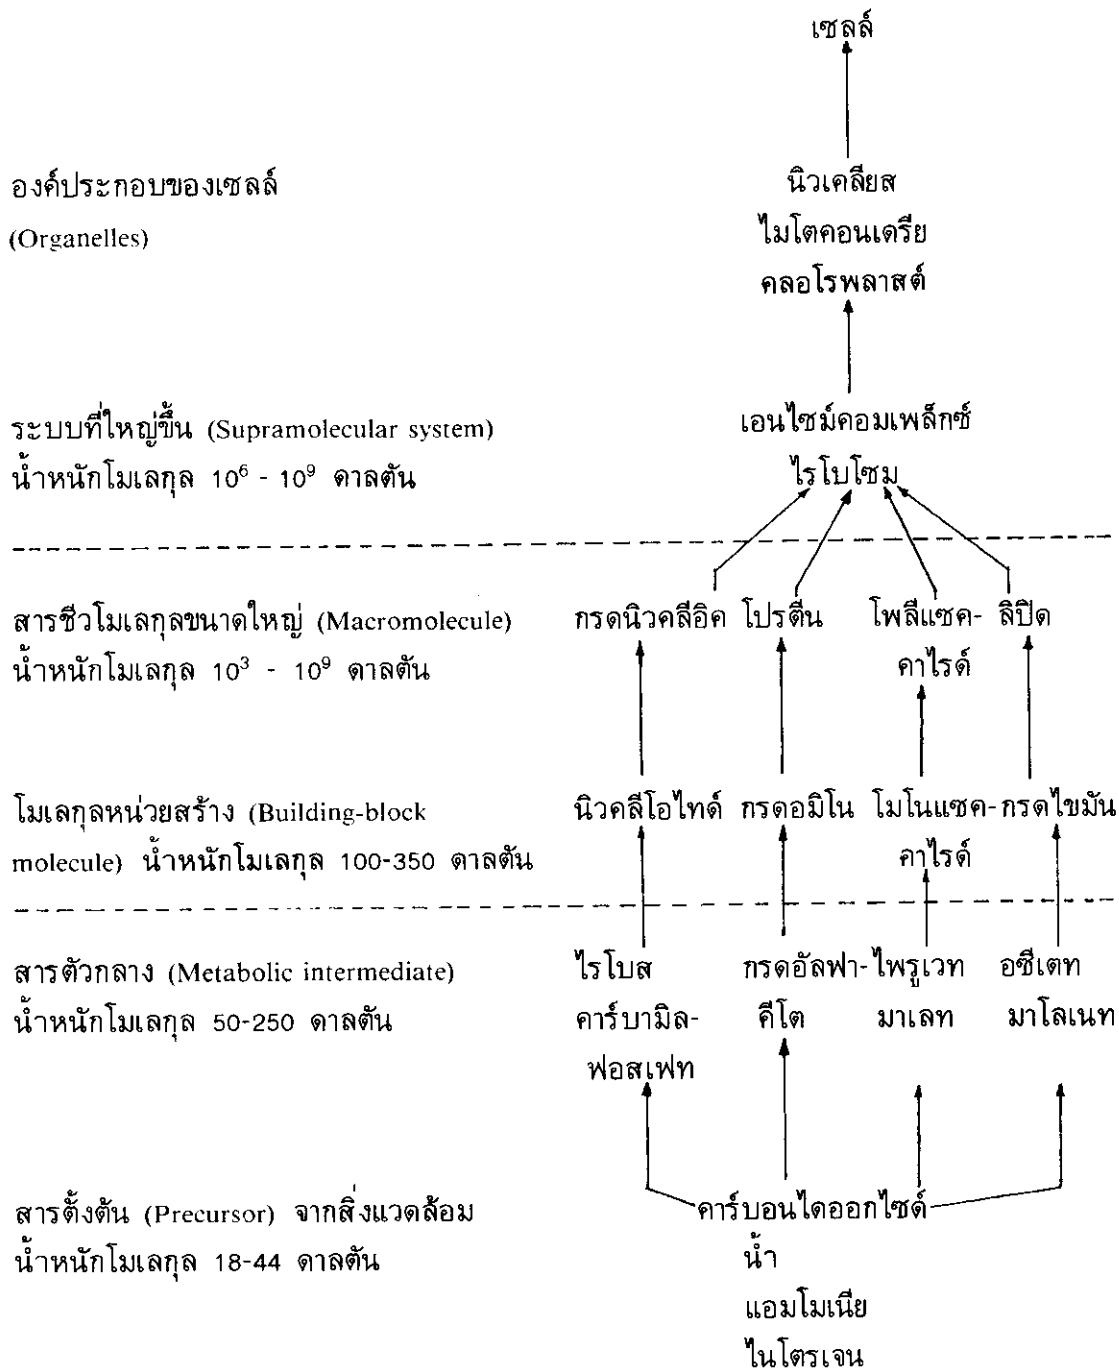 เซลล์
องค์ประกอบของเซลล์ นิวเคลียส
(Organelles) ไมโตคอนเดรีย
คลอโรพลาสต์
ระบบที่ใหญ่ขึ้น (Supramolecular system) เอนไซม์คอมเพล็กซ์
น้ำหนักโมเลกุล 10⁶ - 10⁹ ดาลตัน ไรโบโซม
สารชีวโมเลกุลขนาดใหญ่ (Macromolecule) กรดนิวคลีอิค โปรตีน โพลีแซค- ลิปิด
น้ำหนักโมเลกุล 10³ - 10⁹ ดาลตัน คาไรด์
โมเลกุลหน่วยสร้าง (Building-block นิวคลีโอไทด์ กรดอมิโน โมโนแซค- กรดไขมัน
molecule) น้ำหนักโมเลกุล 100-350 ดาลตัน คาไรด์
สารตัวกลาง (Metabolic intermediate) ไรโบส กรดอัลฟา- ไพรูเวท อซีเตท
น้ำหนักโมเลกุล 50-250 ดาลตัน คาร์บามิล- คีโต มาเลท มาโลเนท
ฟอสเฟท
สารตั้งต้น (Precursor) จากสิ่งแวดล้อม คาร์บอนไดออกไซด์
น้ำหนักโมเลกุล 18-44 ดาลตัน น้ำ
แอมโมเนีย
ไนโตรเจน